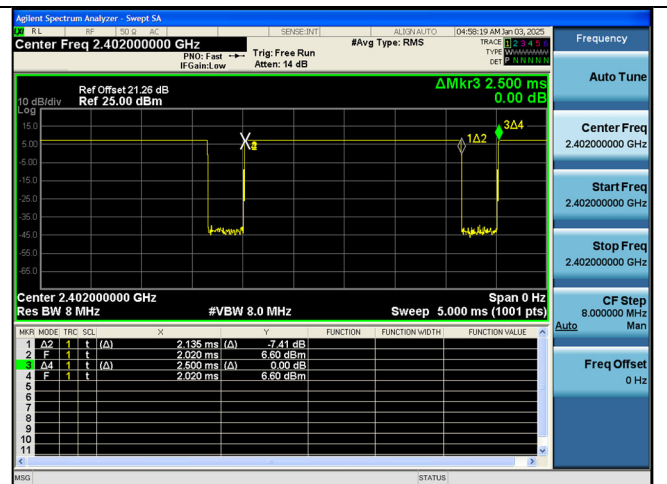 Agilent Spectrum Analyzer - Swept SA
LXI RL RF 50 Ω AC SENSE:INT ALIGNAUTO 04:58:19 AM Jan 03, 2025
Center Freq 2.402000000 GHz #Avg Type: RMS TRACE 1 2 3 4 5 6
PNO: Fast Trig: Free Run TYPE WWWWWW
IFGain:Low Atten: 14 dB DET P N N N N N
Frequency
Auto Tune
Ref Offset 21.26 dB ΔMkr3 2.500 ms
10 dB/div Ref 25.00 dBm 0.00 dB
Log
15.0
5.00
-5.00
-15.0
-25.0
-35.0
-45.0
-55.0
-65.0
1Δ2
3Δ4
Center Freq
2.402000000 GHz
Start Freq
2.402000000 GHz
Stop Freq
2.402000000 GHz
CF Step
8.000000 MHz
Auto Man
Freq Offset
0 Hz
Center 2.402000000 GHz Span 0 Hz
Res BW 8 MHz #VBW 8.0 MHz Sweep 5.000 ms (1001 pts)
MKR MODE TRC SCL X Y FUNCTION FUNCTION WIDTH FUNCTION VALUE
1 Δ2 1 t (Δ) 2.135 ms (Δ) -7.41 dB
2 F 1 t 2.020 ms 6.60 dBm
3 Δ4 1 t (Δ) 2.500 ms (Δ) 0.00 dB
4 F 1 t 2.020 ms 6.60 dBm
5
6
7
8
9
10
11
MSG STATUS